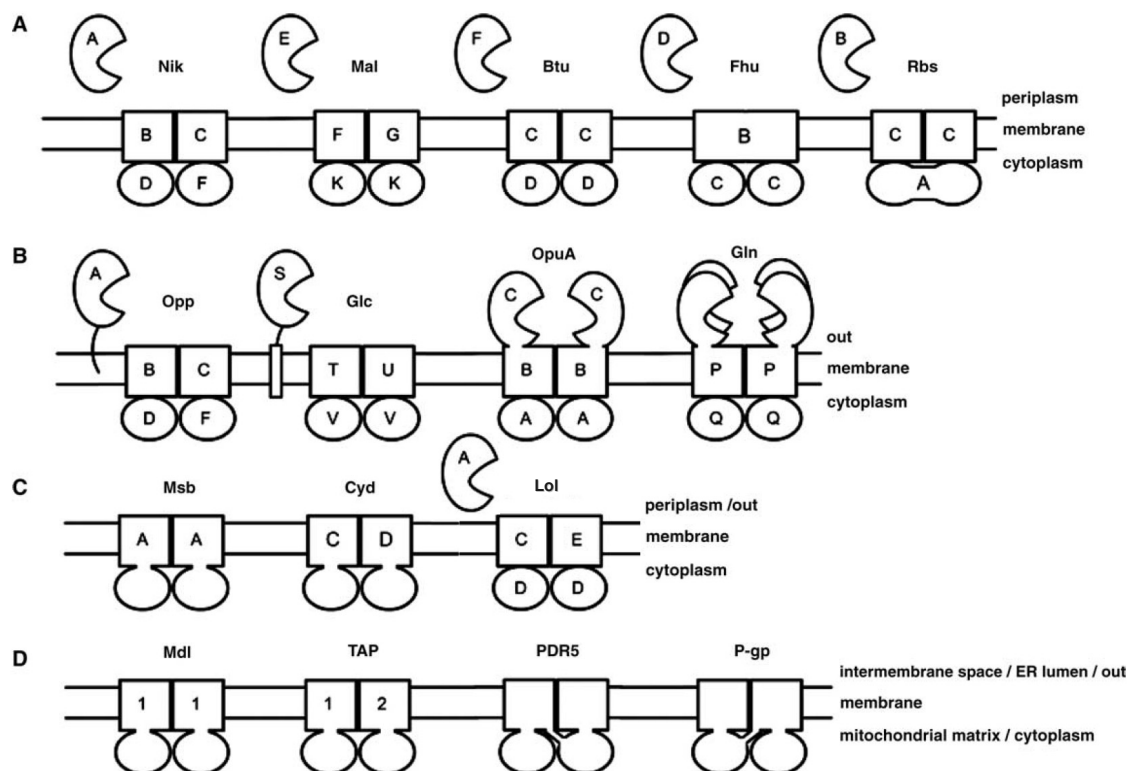 A
A E F D B
Nik Mal Btu Fhu Rbs
periplasm
B C F G C C B C C membrane
cytoplasm
D F K K D D C C A
B
OpuA Gln
A S C C
Opp Glc
out
B C T U B B P P membrane
D F V V A A Q Q cytoplasm
A
C
Msb Cyd Lol
periplasm /out
A A C D C E membrane
cytoplasm
D D
D
Mdl TAP PDR5 P-gp
intermembrane space / ER lumen / out
1 1 1 2 membrane
mitochondrial matrix / cytoplasm